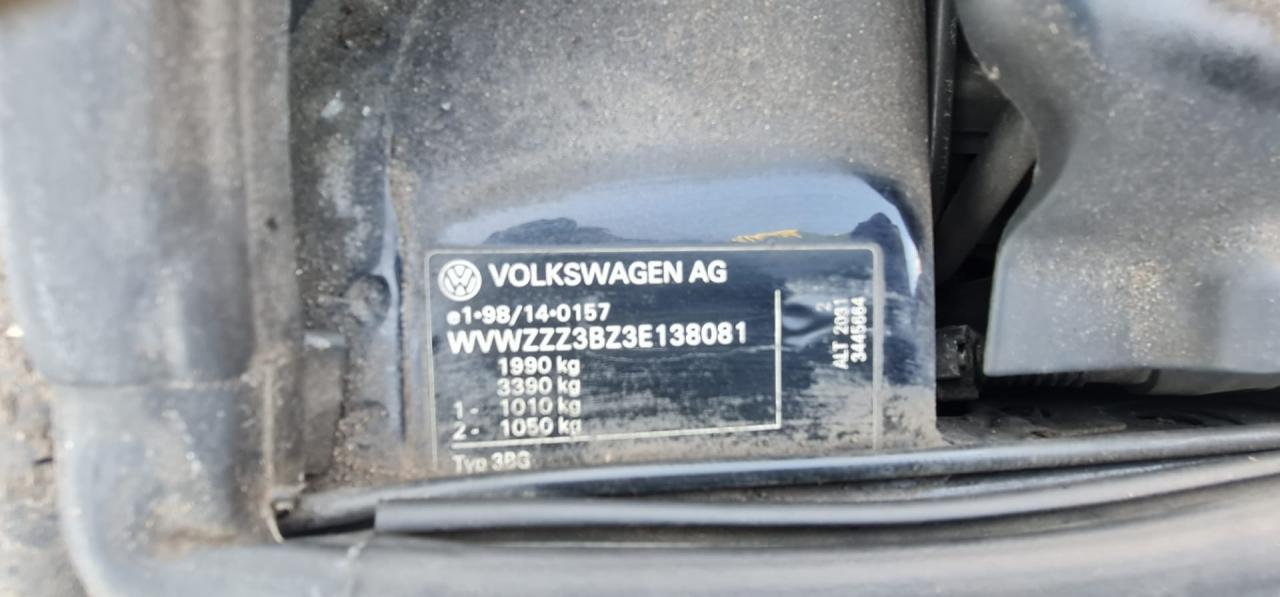 VOLKSWAGEN AG
e1*98/14*0157
WVWZZZ3BZ3E138081
1990 kg
3390 kg
1- 1010 kg
2- 1050 kg
Typ 3BG
ALT 2031 2
3445664